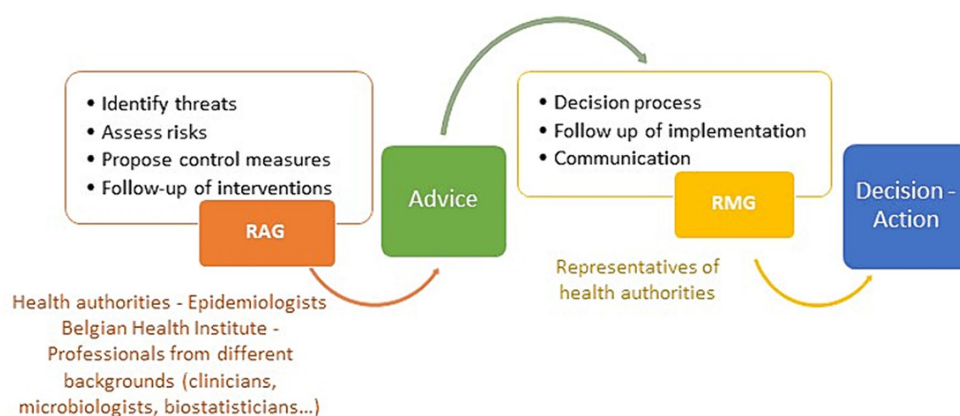 • Identify threats
• Assess risks
• Propose control measures
• Follow-up of interventions
RAG
Health authorities - Epidemiologists
Belgian Health Institute -
Professionals from different
backgrounds (clinicians,
microbiologists, biostatisticians...)
Advice
• Decision process
• Follow up of implementation
• Communication
RMG
Representatives of
health authorities
Decision -
Action